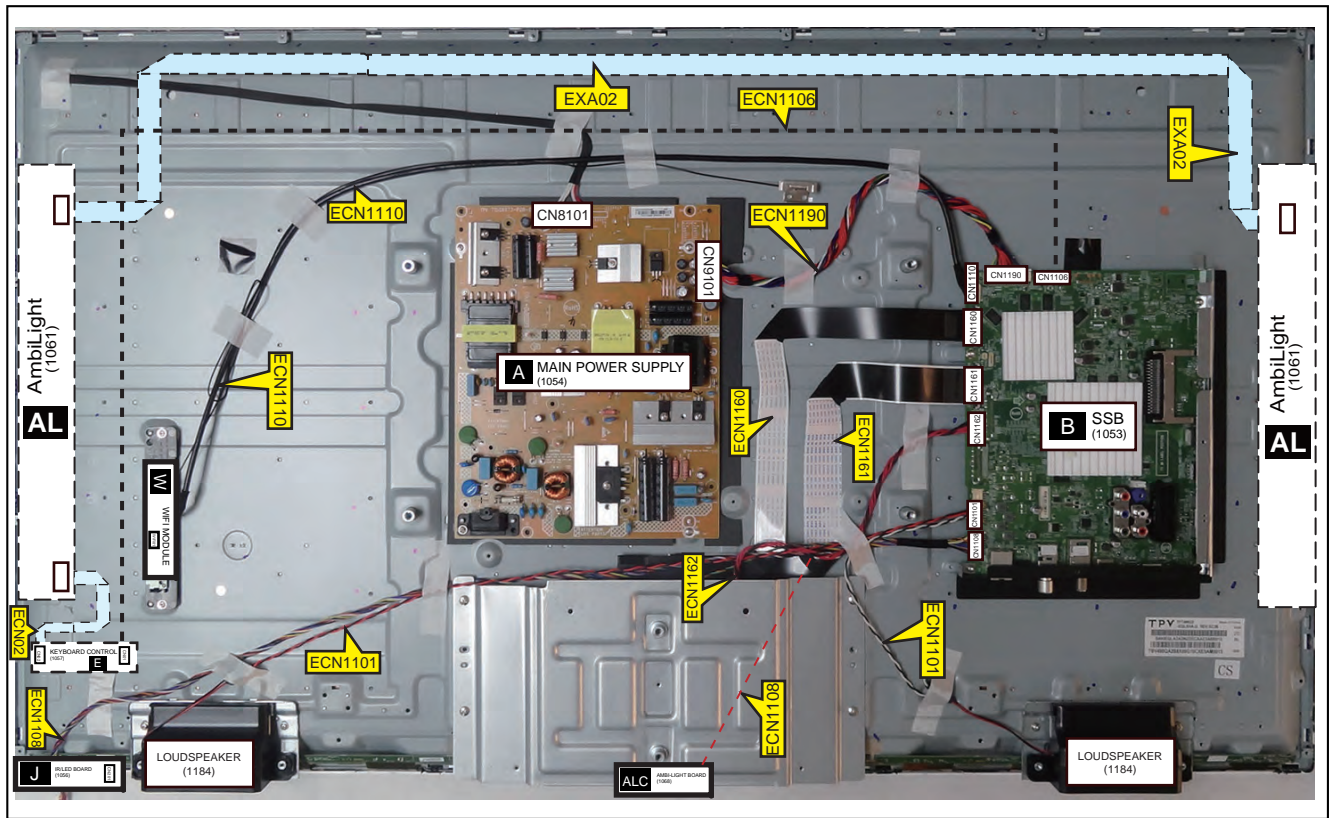 EXA02
ECN1106
EXA02
ECN1110
CN8101
ECN1190
CN9101
CN1110
CN1190
CN1106
CN1160
CN1161
CN1162
CN1101
CN1108
AmbiLight
(1061)
AL
A MAIN POWER SUPPLY
(1054)
B SSB
(1053)
AmbiLight
(1061)
AL
ECN1110
ECN1160
ECN1161
W
WIFI MODULE
ECN1162
ECN1101
ECN1101
ECN1108
ECN02
KEYBOARD CONTROL
(1057)
E
ECN1108
TPV
CS
J IR/LED BOARD
(1056)
LOUDSPEAKER
(1184)
ALC AMBI-LIGHT BOARD
(1068)
LOUDSPEAKER
(1184)